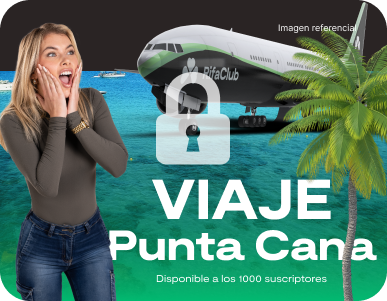 Imagen referencial
RifaClub
VIAJE
Punta Cana
Disponible a los 1000 suscriptores